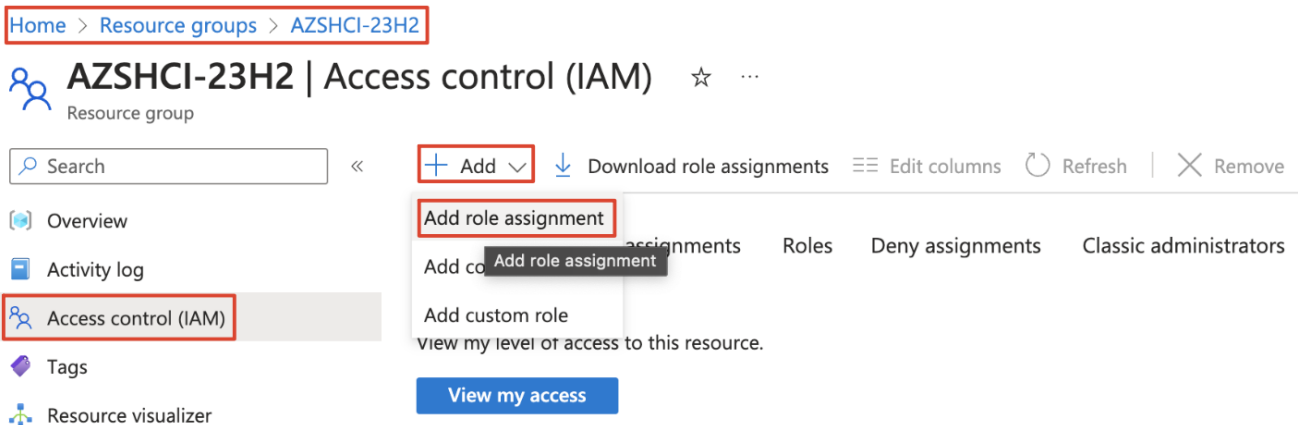 Home > Resource groups > AZSHCI-23H2
AZSHCI-23H2 | Access control (IAM) ☆ ...
Resource group
Search «
+ Add Download role assignments Edit columns Refresh | Remove
Overview
Add role assignment
assignments Roles Deny assignments Classic administrators
Add co
Add role assignment
Activity log
Access control (IAM)
Add custom role
View my level of access to this resource.
Tags
View my access
Resource visualizer